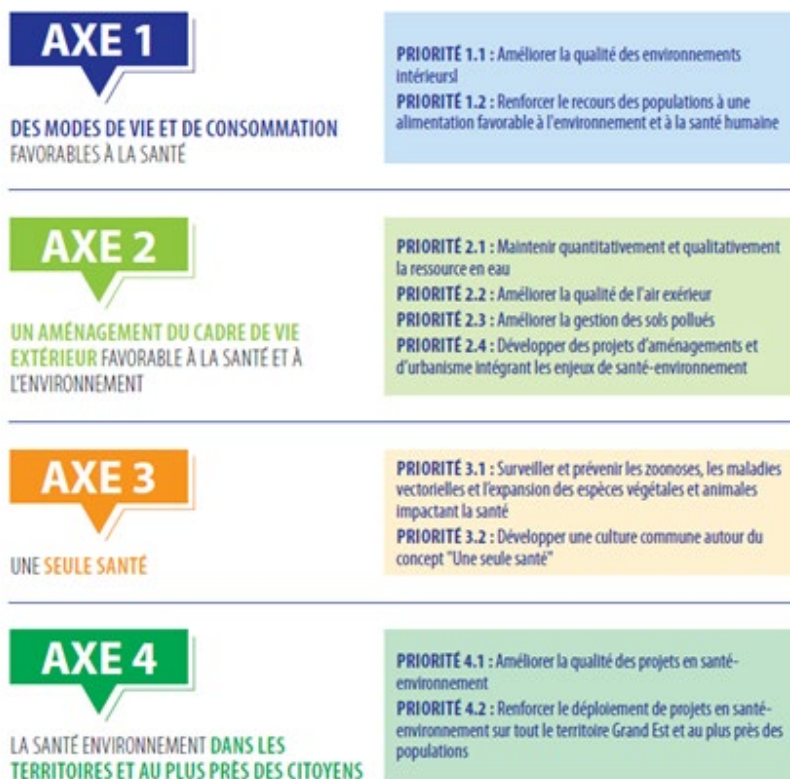 AXE 1
DES MODES DE VIE ET DE CONSOMMATION
FAVORABLES À LA SANTÉ
PRIORITÉ 1.1 : Améliorer la qualité des environnements
intérieursl
PRIORITÉ 1.2 : Renforcer le recours des populations à une
alimentation favorable à l'environnement et à la santé humaine
AXE 2
UN AMÉNAGEMENT DU CADRE DE VIE
EXTÉRIEUR FAVORABLE À LA SANTÉ ET À
L'ENVIRONNEMENT
PRIORITÉ 2.1 : Maintenir quantitativement et qualitativement
la ressource en eau
PRIORITÉ 2.2 : Améliorer la qualité de l'air exérieur
PRIORITÉ 2.3 : Améliorer la gestion des sols pollués
PRIORITÉ 2.4 : Développer des projets d'aménagements et
d'urbanisme intégrant les enjeux de santé-environnement
AXE 3
UNE SEULE SANTÉ
PRIORITÉ 3.1 : Surveiller et prévenir les zoonoses, les maladies
vectorielles et l'expansion des espèces végétales et animales
impactant la santé
PRIORITÉ 3.2 : Développer une culture commune autour du
concept "Une seule santé"
AXE 4
LA SANTÉ ENVIRONNEMENT DANS LES
TERRITOIRES ET AU PLUS PRÈS DES CITOYENS
PRIORITÉ 4.1 : Améliorer la qualité des projets en santé-
environnement
PRIORITÉ 4.2 : Renforcer le déploiement de projets en santé-
environnement sur tout le territoire Grand Est et au plus près des
populations